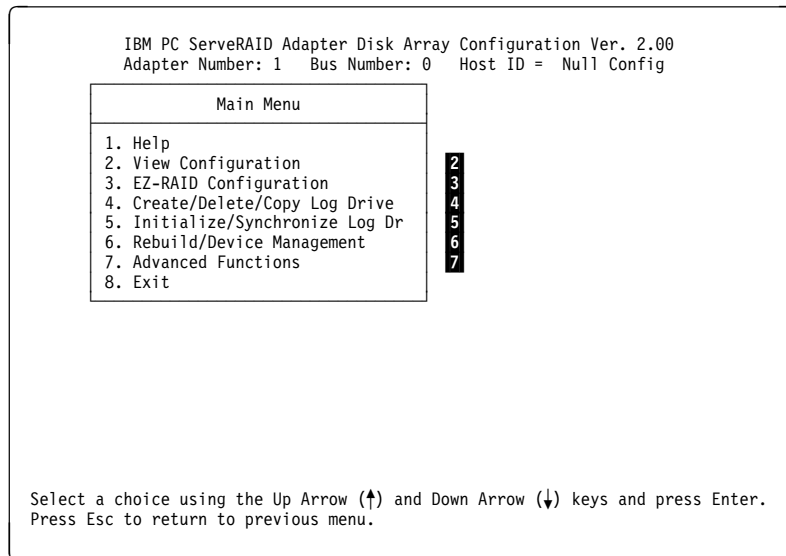 IBM PC ServeRAID Adapter Disk Array Configuration Ver. 2.00
Adapter Number: 1 Bus Number: 0 Host ID = Null Config
Main Menu
1. Help
2. View Configuration 2
3. EZ-RAID Configuration 3
4. Create/Delete/Copy Log Drive 4
5. Initialize/Synchronize Log Dr 5
6. Rebuild/Device Management 6
7. Advanced Functions 7
8. Exit
Select a choice using the Up Arrow (↑) and Down Arrow (↓) keys and press Enter.
Press Esc to return to previous menu.